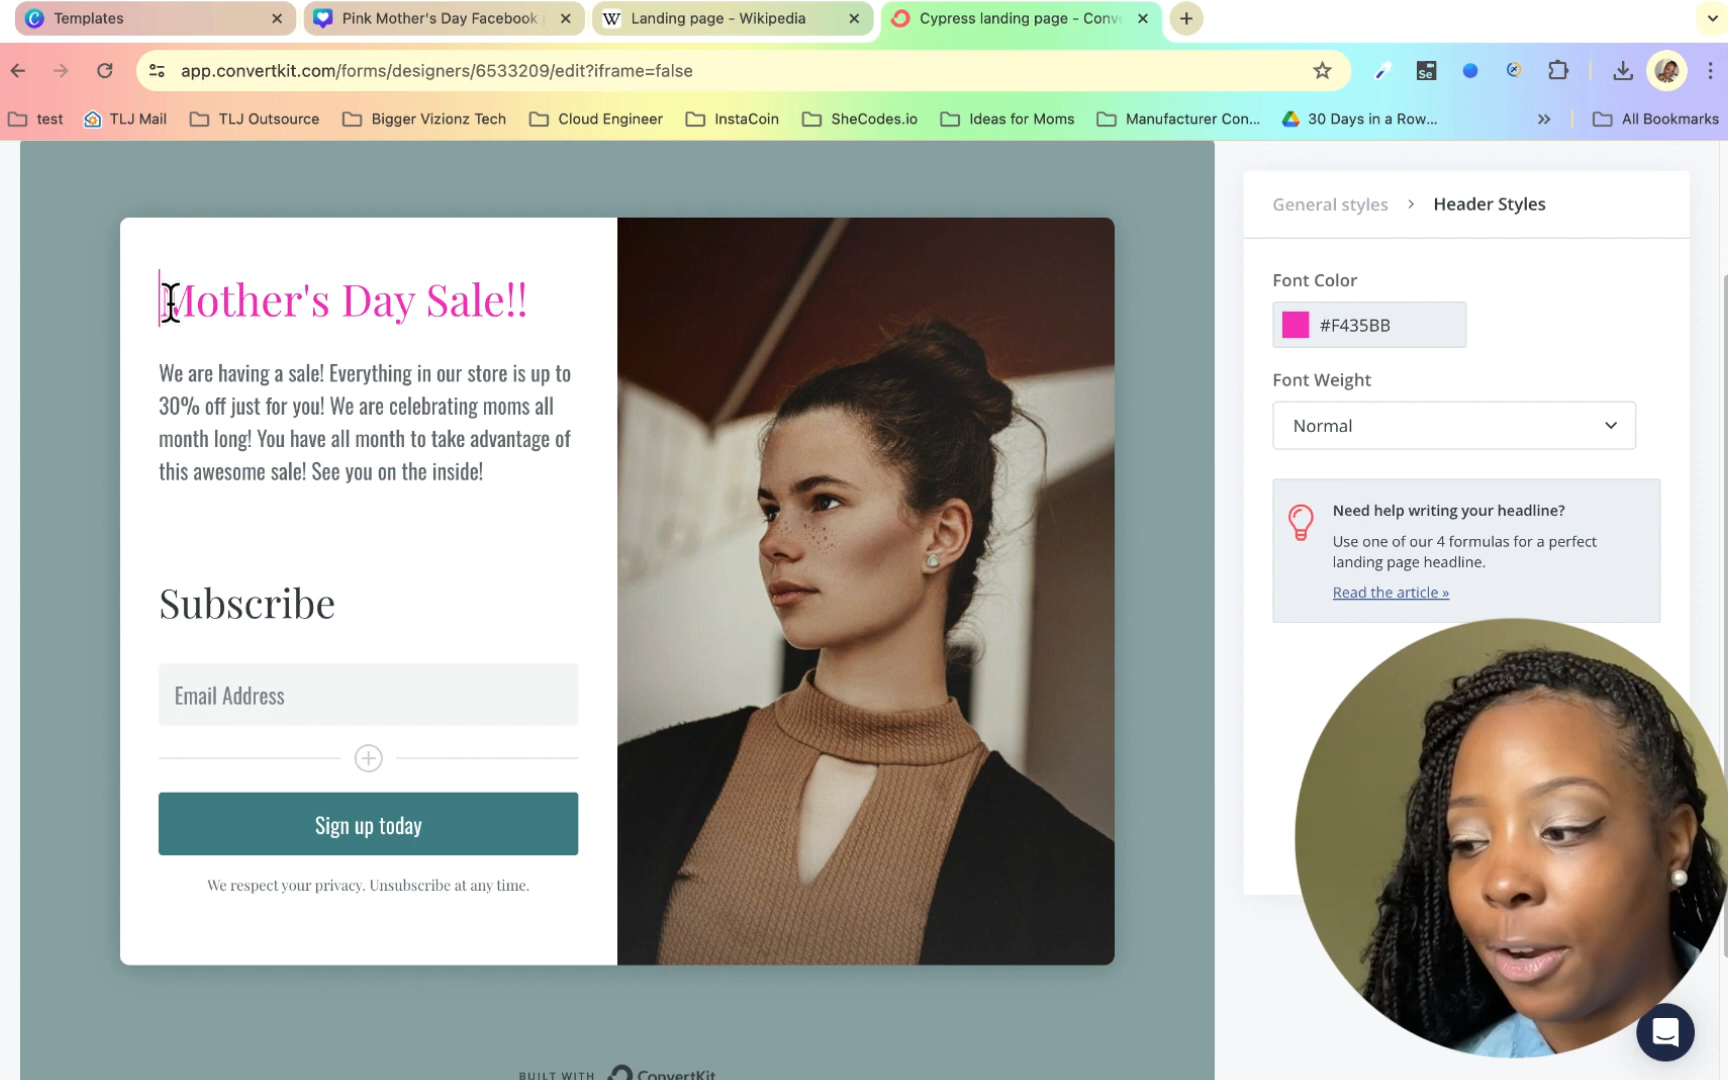 Templates
Pink Mother's Day Facebook
Landing page - Wikipedia
Cypress landing page - Conv
app.convertkit.com/forms/designers/6533209/edit?iframe=false
Se
test
TLJ Mail
TLJ Outsource
Bigger Vizionz Tech
Cloud Engineer
InstaCoin
SheCodes.io
Ideas for Moms
Manufacturer Con...
30 Days in a Row...
All Bookmarks
Mother's Day Sale!!
We are having a sale! Everything in our store is up to
30% off just for you! We are celebrating moms all
month long! You have all month to take advantage of
this awesome sale! See you on the inside!
Subscribe
Email Address
Sign up today
We respect your privacy. Unsubscribe at any time.
BUILT WITH ConvertKit
General styles > Header Styles
Font Color
#F435BB
Font Weight
Normal
Need help writing your headline?
Use one of our 4 formulas for a perfect
landing page headline.
Read the article »